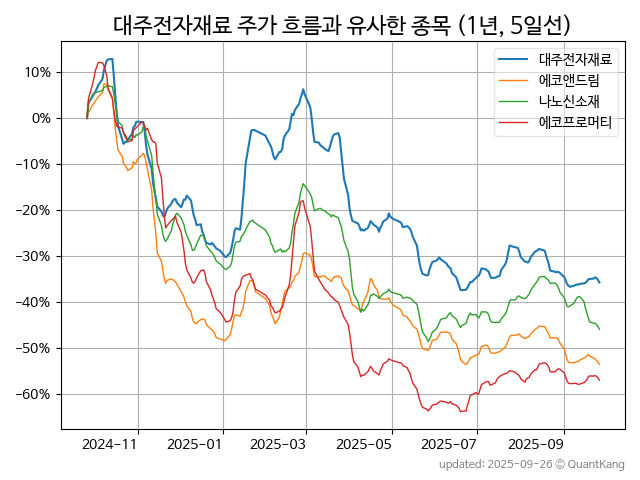 대주전자재료 주가 흐름과 유사한 종목 (1년, 5일선)
대주전자재료
에코앤드림
나노신소재
에코프로머티
10%
0%
−10%
−20%
−30%
−40%
−50%
−60%
2024-11
2025-01
2025-03
2025-05
2025-07
2025-09
updated: 2025-09-26 © QuantKang